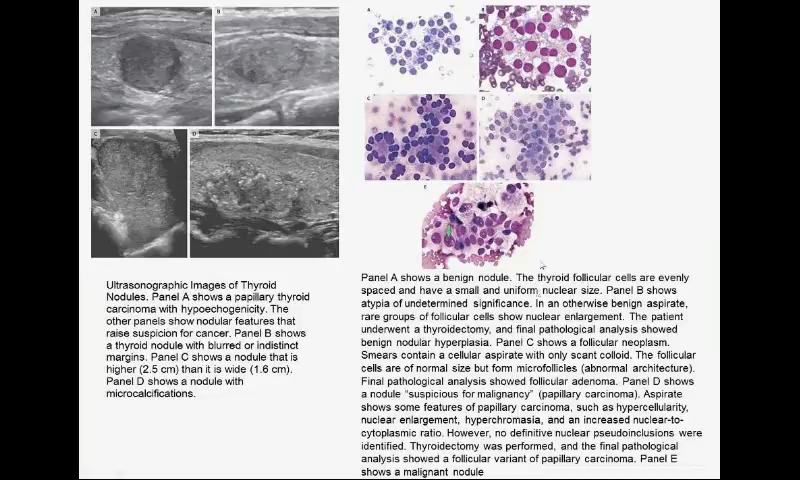 A
B
C
D
A
B
C
D
E
Ultrasonographic Images of Thyroid
Nodules. Panel A shows a papillary thyroid
carcinoma with hypoechogenicity. The
other panels show nodular features that
raise suspicion for cancer. Panel B shows
a thyroid nodule with blurred or indistinct
margins. Panel C shows a nodule that is
higher (2.5 cm) than it is wide (1.6 cm).
Panel D shows a nodule with
microcalcifications.
Panel A shows a benign nodule. The thyroid follicular cells are evenly
spaced and have a small and uniform nuclear size. Panel B shows
atypia of undetermined significance. In an otherwise benign aspirate,
rare groups of follicular cells show nuclear enlargement. The patient
underwent a thyroidectomy, and final pathological analysis showed
benign nodular hyperplasia. Panel C shows a follicular neoplasm.
Smears contain a cellular aspirate with only scant colloid. The follicular
cells are of normal size but form microfollicles (abnormal architecture).
Final pathological analysis showed follicular adenoma. Panel D shows
a nodule “suspicious for malignancy” (papillary carcinoma). Aspirate
shows some features of papillary carcinoma, such as hypercellularity,
nuclear enlargement, hyperchromasia, and an increased nuclear-to-
cytoplasmic ratio. However, no definitive nuclear pseudoinclusions were
identified. Thyroidectomy was performed, and the final pathological
analysis showed a follicular variant of papillary carcinoma. Panel E
shows a malignant nodule